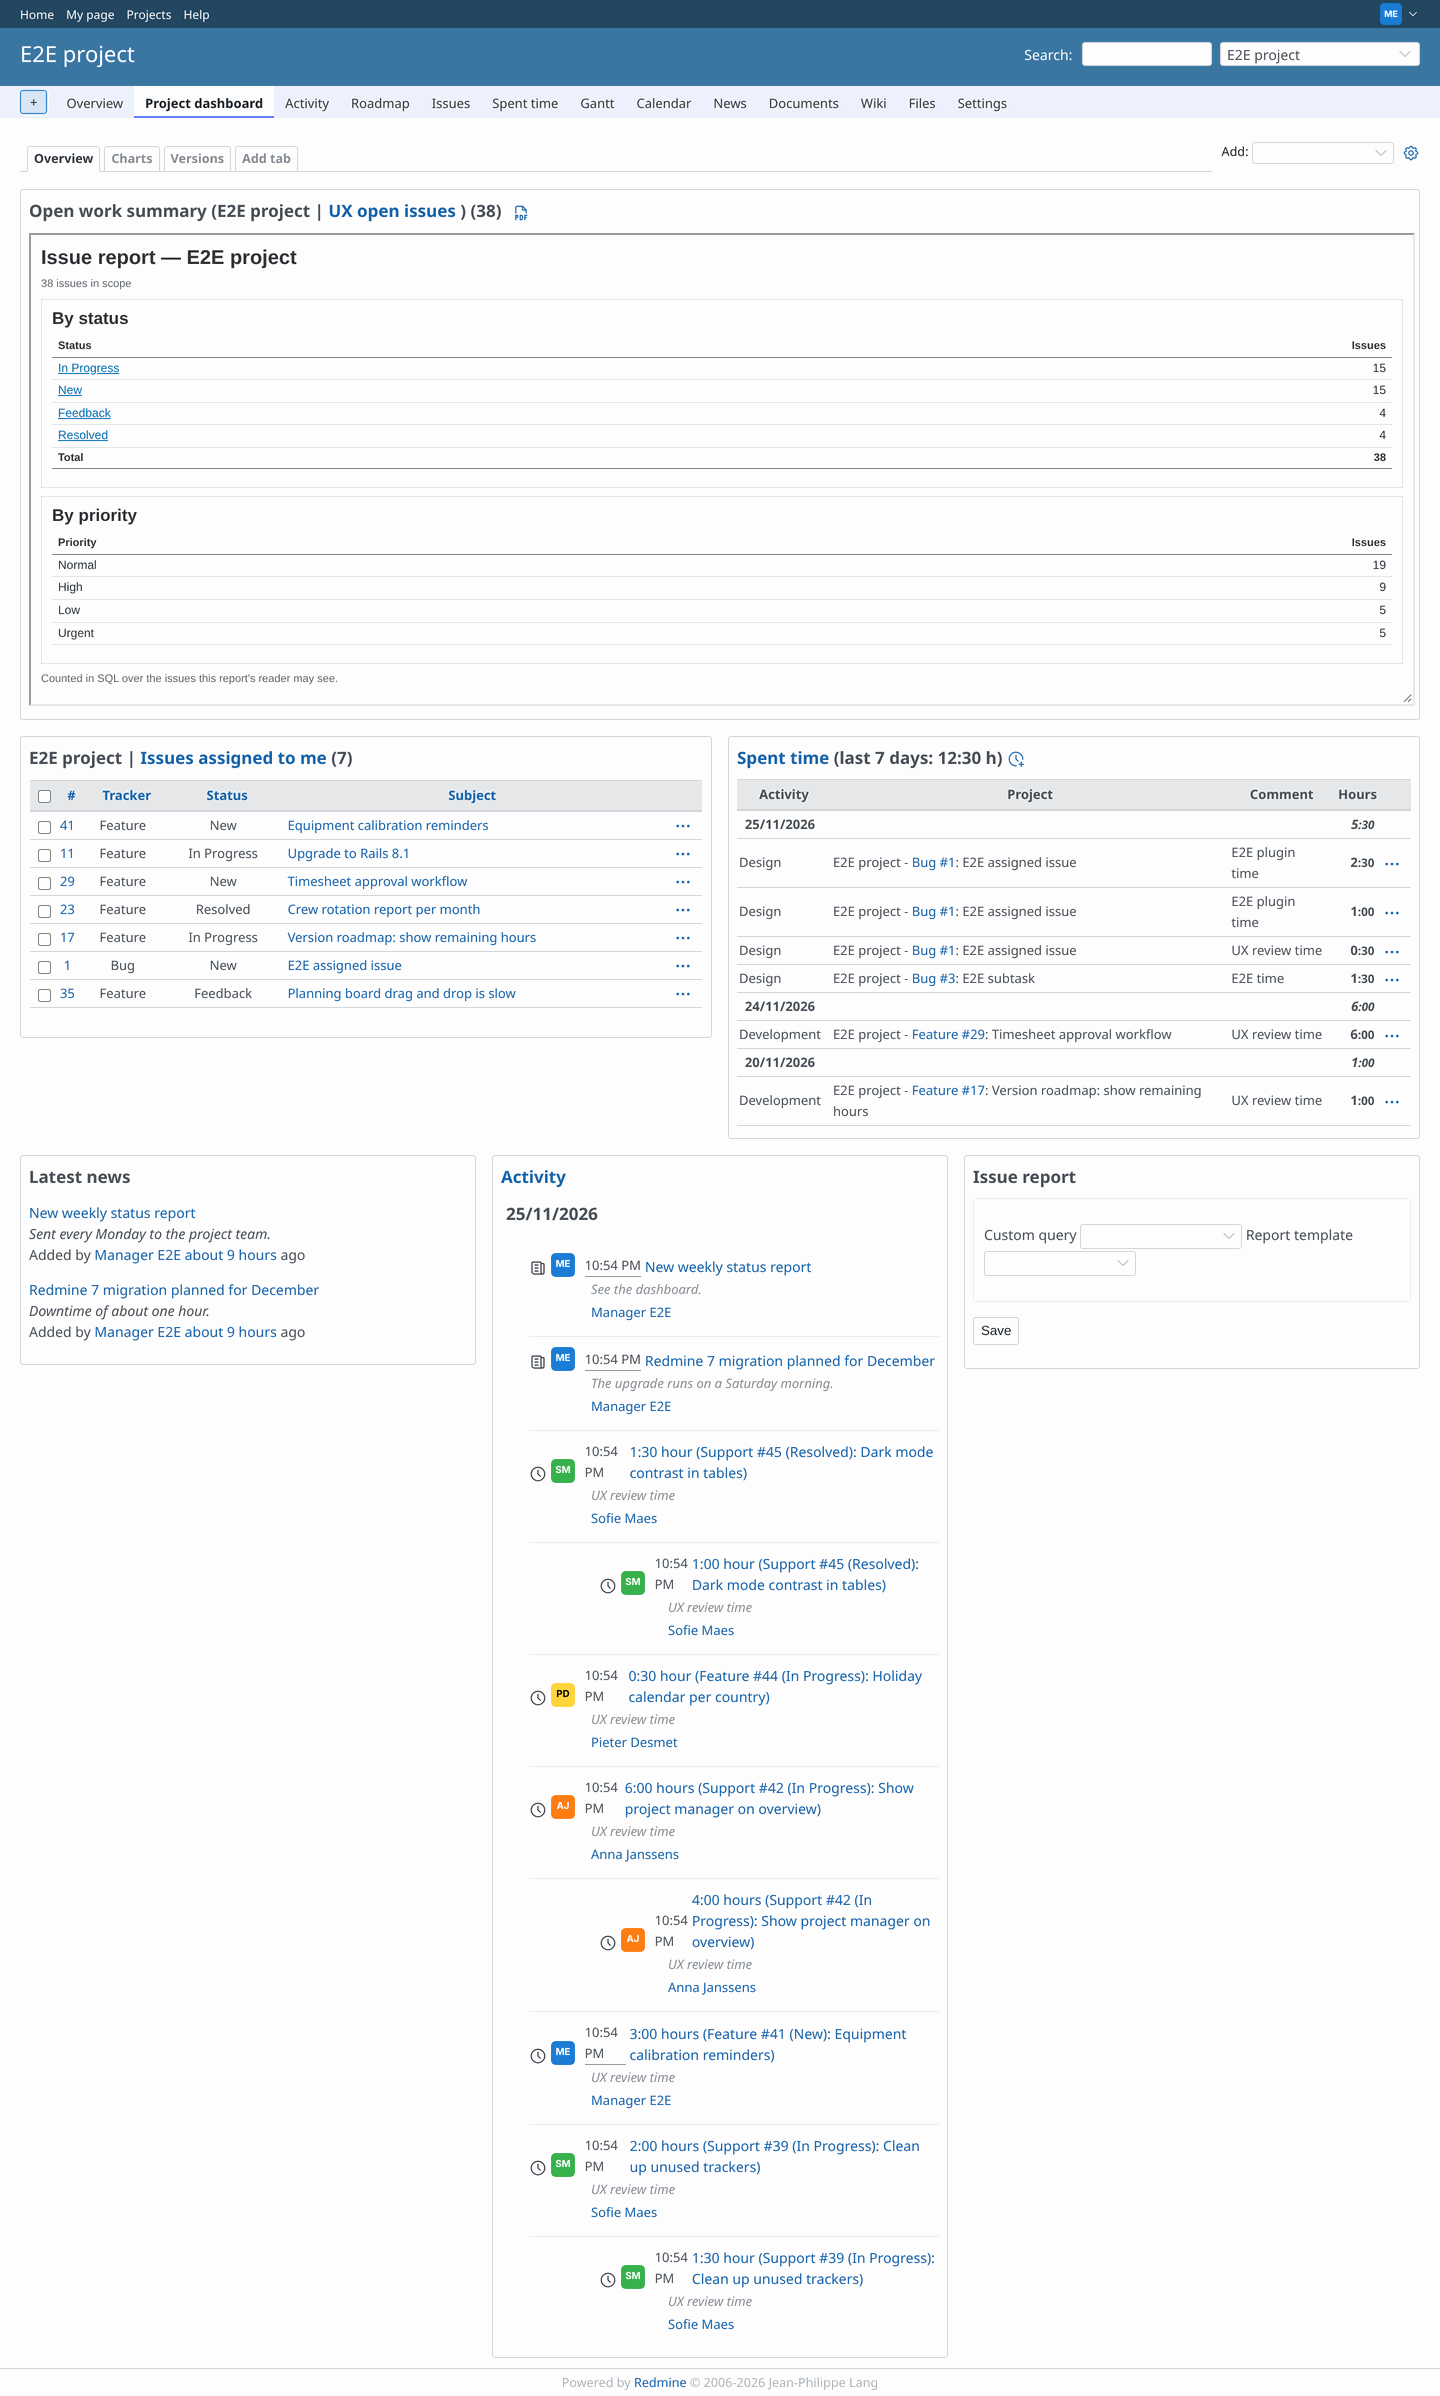 Home My page Projects Help ME
E2E project
Search: E2E project
+ Overview Project dashboard Activity Roadmap Issues Spent time Gantt Calendar News Documents Wiki Files Settings
Overview Charts Versions Add tab Add:
Open work summary (E2E project | UX open issues ) (38) PDF
Issue report — E2E project
38 issues in scope
By status
Status Issues
In Progress 15
New 15
Feedback 4
Resolved 4
Total 38
By priority
Priority Issues
Normal 19
High 9
Low 5
Urgent 5
Counted in SQL over the issues this report's reader may see.
E2E project | Issues assigned to me (7)
# Tracker Status Subject
41 Feature New Equipment calibration reminders
11 Feature In Progress Upgrade to Rails 8.1
29 Feature New Timesheet approval workflow
23 Feature Resolved Crew rotation report per month
17 Feature In Progress Version roadmap: show remaining hours
1 Bug New E2E assigned issue
35 Feature Feedback Planning board drag and drop is slow
Spent time (last 7 days: 12:30 h)
Activity Project Comment Hours
25/11/2026 5:30
Design E2E project - Bug #1: E2E assigned issue E2E plugin time 2:30
Design E2E project - Bug #1: E2E assigned issue E2E plugin time 1:00
Design E2E project - Bug #1: E2E assigned issue UX review time 0:30
Design E2E project - Bug #3: E2E subtask E2E time 1:30
24/11/2026 6:00
Development E2E project - Feature #29: Timesheet approval workflow UX review time 6:00
20/11/2026 1:00
Development E2E project - Feature #17: Version roadmap: show remaining
hours UX review time 1:00
Latest news
New weekly status report
Sent every Monday to the project team.
Added by Manager E2E about 9 hours ago
Redmine 7 migration planned for December
Downtime of about one hour.
Added by Manager E2E about 9 hours ago
Activity
25/11/2026
ME 10:54 PM New weekly status report
See the dashboard.
Manager E2E
ME 10:54 PM Redmine 7 migration planned for December
The upgrade runs on a Saturday morning.
Manager E2E
SM 10:54 PM 1:30 hour (Support #45 (Resolved): Dark mode
contrast in tables)
UX review time
Sofie Maes
SM 10:54 PM 1:00 hour (Support #45 (Resolved):
Dark mode contrast in tables)
UX review time
Sofie Maes
PD 10:54 PM 0:30 hour (Feature #44 (In Progress): Holiday
calendar per country)
UX review time
Pieter Desmet
AJ 10:54 PM 6:00 hours (Support #42 (In Progress): Show
project manager on overview)
UX review time
Anna Janssens
AJ 10:54 PM 4:00 hours (Support #42 (In
Progress): Show project manager on
overview)
UX review time
Anna Janssens
ME 10:54 PM 3:00 hours (Feature #41 (New): Equipment
calibration reminders)
UX review time
Manager E2E
SM 10:54 PM 2:00 hours (Support #39 (In Progress): Clean
up unused trackers)
UX review time
Sofie Maes
SM 10:54 PM 1:30 hour (Support #39 (In Progress):
Clean up unused trackers)
UX review time
Sofie Maes
Issue report
Custom query Report template
Save
Powered by Redmine © 2006-2026 Jean-Philippe Lang